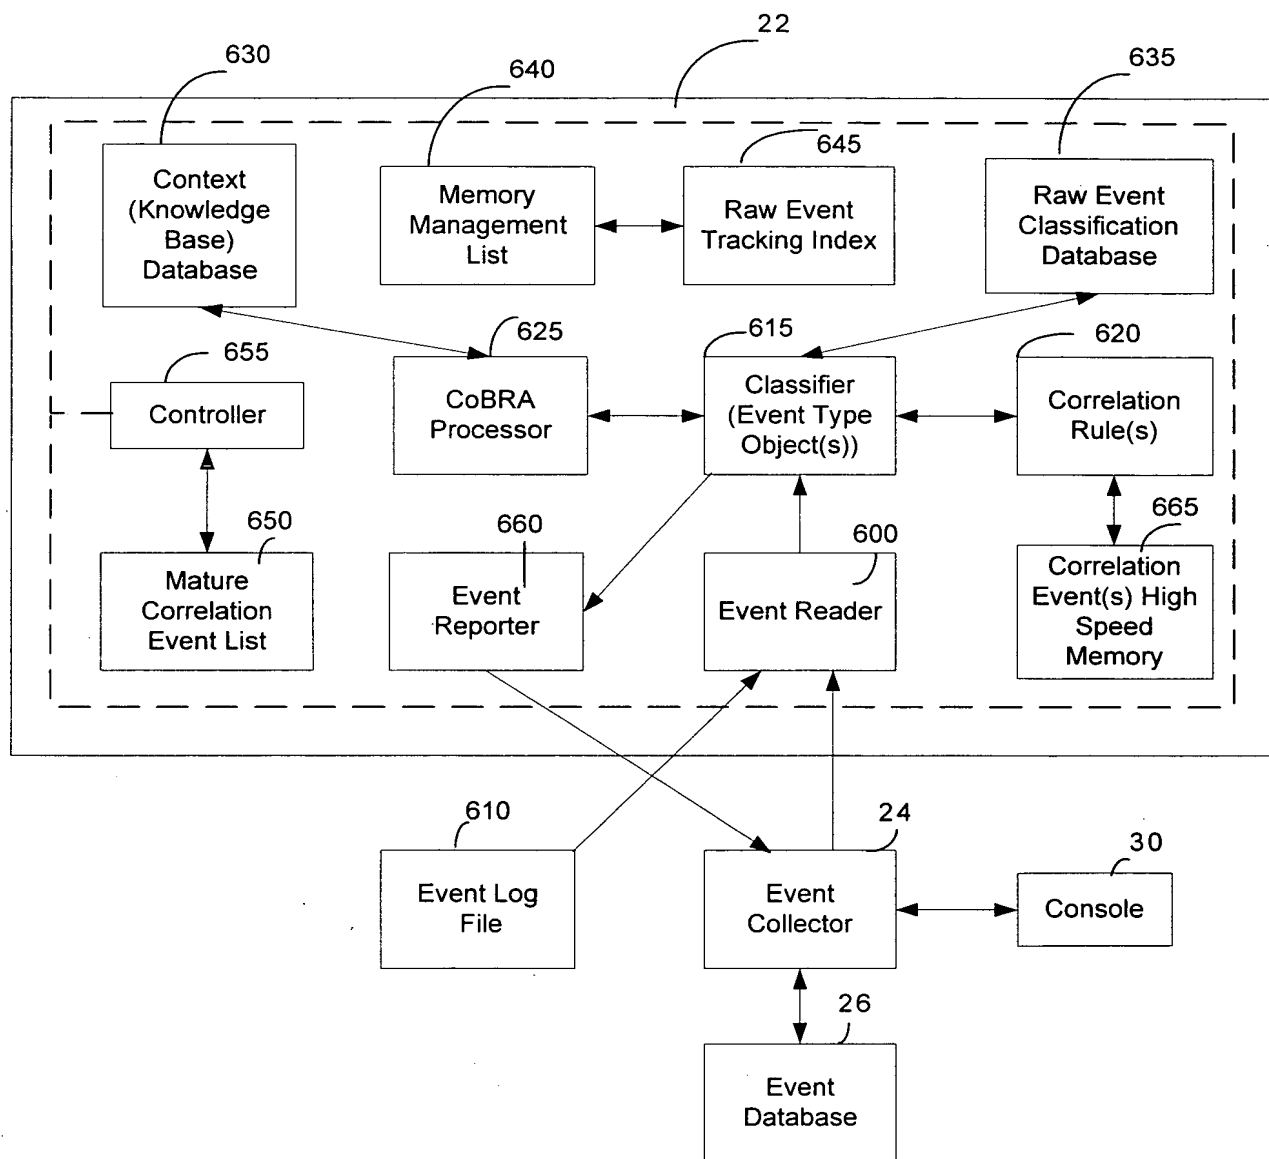 22
630
640
635
645
Context
(Knowledge
Base)
Database
Memory
Management
List
Raw Event
Tracking Index
Raw Event
Classification
Database
655
625
615
620
Controller
CoBRA
Processor
Classifier
(Event Type
Object(s))
Correlation
Rule(s)
650
660
600
665
Mature
Correlation
Event List
Event
Reporter
Event Reader
Correlation
Event(s) High
Speed
Memory
610
24
30
Event Log
File
Event
Collector
Console
26
Event
Database